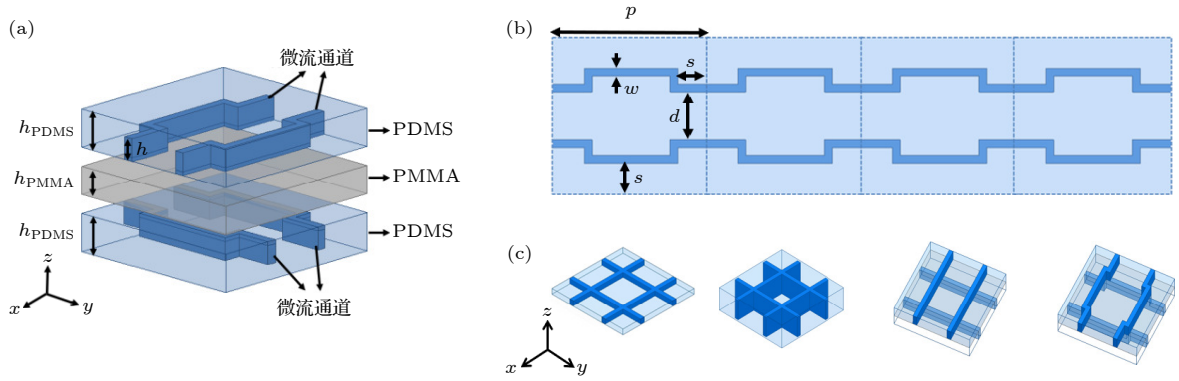 (a)
微流通道
h_PDMS
h
PDMS
h_PMMA
PMMA
h_PDMS
PDMS
z
x
y
微流通道
(b)
p
s
w
d
s
(c)
z
x
y